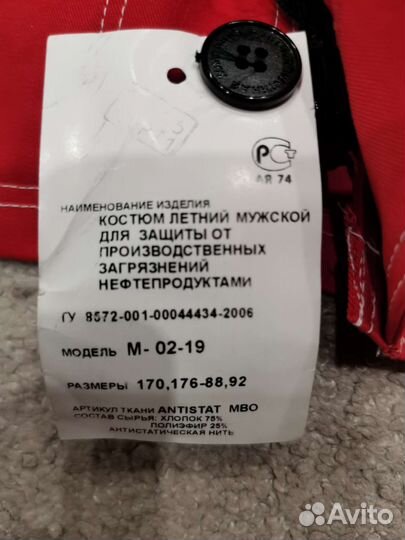 РСТ
АЯ 74
НАИМЕНОВАНИЕ ИЗДЕЛИЯ
КОСТЮМ ЛЕТНИЙ МУЖСКОЙ
ДЛЯ ЗАЩИТЫ ОТ
ПРОИЗВОДСТВЕННЫХ
ЗАГРЯЗНЕНИЙ
НЕФТЕПРОДУКТАМИ
ТУ 8572-001-00044434-2006
МОДЕЛЬ М- 02-19
РАЗМЕРЫ 170,176-88,92
АРТИКУЛ ТКАНИ ANTISTAT МВО
СОСТАВ СЫРЬЯ: ХЛОПОК 75%
ПОЛИЭФИР 25%
АНТИСТАТИЧЕСКАЯ НИТЬ
Avito